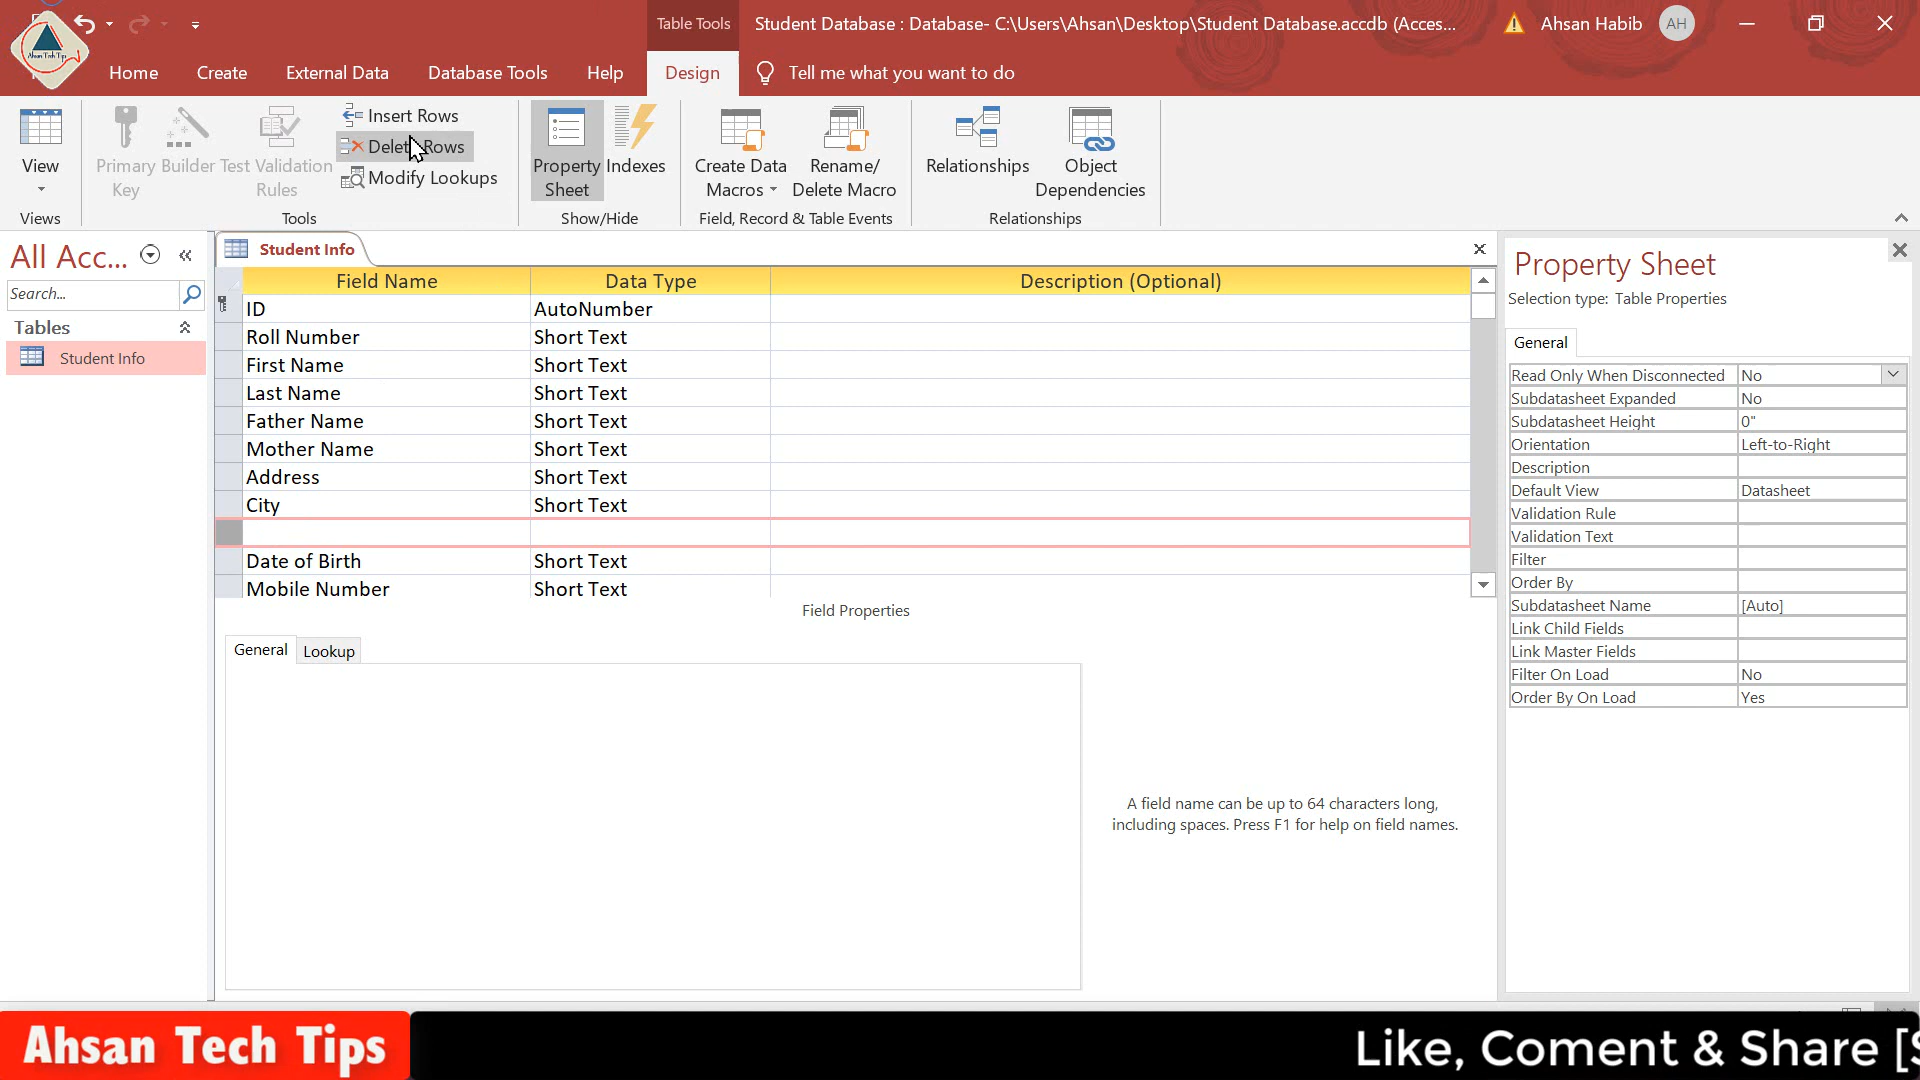 Table Tools
Student Database : Database- C:\Users\Ahsan\Desktop\Student Database.accdb (Acces...
Ahsan Habib
AH
Ahsan Tech Tips
Home
Create
External Data
Database Tools
Help
Design
Tell me what you want to do
View
Primary Key
Builder
Test Validation Rules
Insert Rows
Delete Rows
Modify Lookups
Property Sheet
Indexes
Create Data Macros
Rename/ Delete Macro
Relationships
Object Dependencies
Views
Tools
Show/Hide
Field, Record & Table Events
Relationships
All Acc...
Search...
Tables
Student Info
Student Info
Field Name Data Type Description (Optional)
ID AutoNumber
Roll Number Short Text
First Name Short Text
Last Name Short Text
Father Name Short Text
Mother Name Short Text
Address Short Text
City Short Text
Date of Birth Short Text
Mobile Number Short Text
Field Properties
General
Lookup
A field name can be up to 64 characters long,
including spaces. Press F1 for help on field names.
Property Sheet
Selection type: Table Properties
General
Read Only When Disconnected No
Subdatasheet Expanded No
Subdatasheet Height 0"
Orientation Left-to-Right
Description
Default View Datasheet
Validation Rule
Validation Text
Filter
Order By
Subdatasheet Name [Auto]
Link Child Fields
Link Master Fields
Filter On Load No
Order By On Load Yes
Ahsan Tech Tips
Like, Coment & Share [S